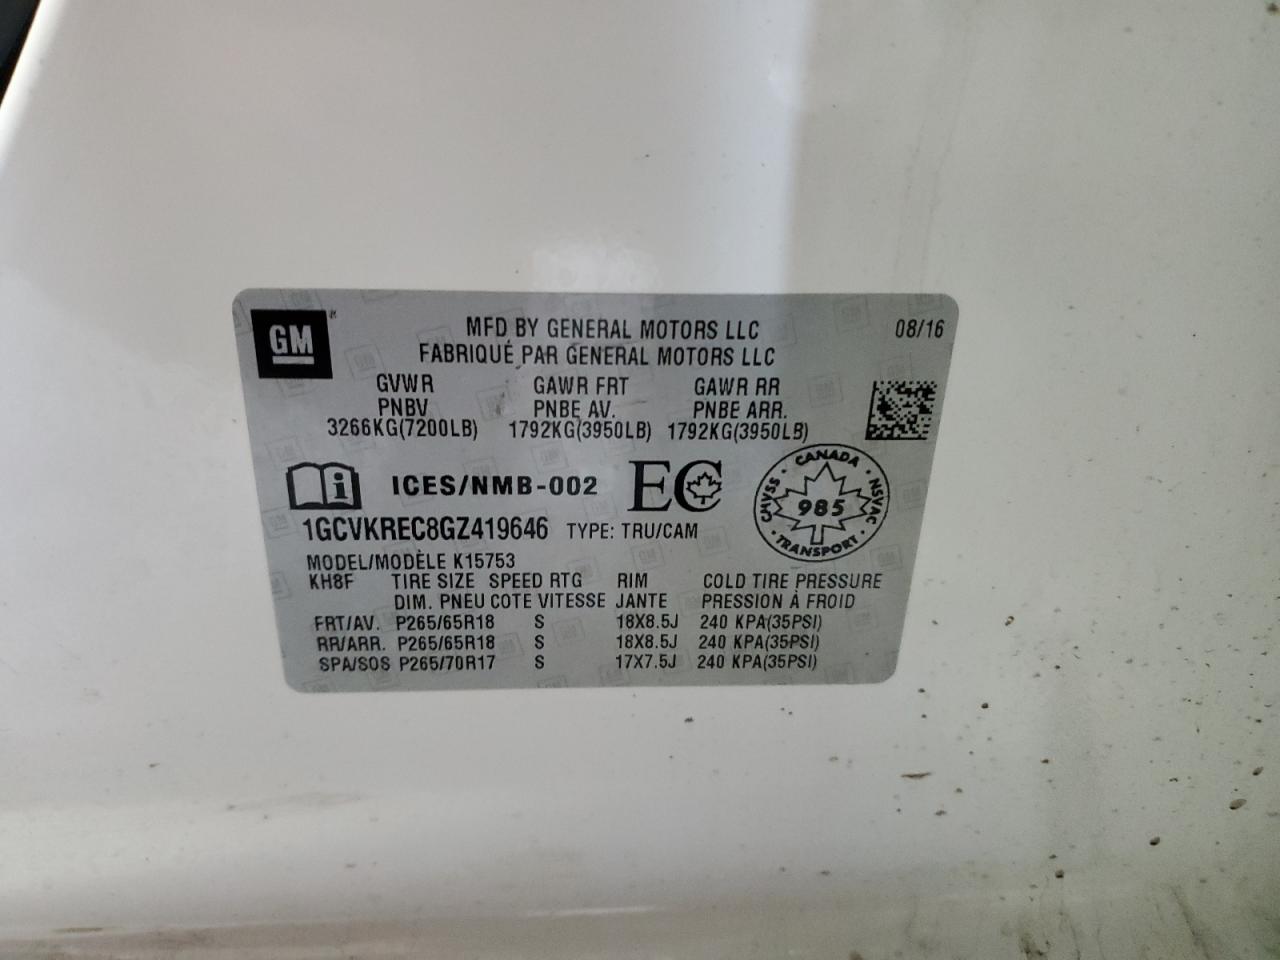 GM
MFD BY GENERAL MOTORS LLC 08/16
FABRIQUÉ PAR GENERAL MOTORS LLC
GVWR GAWR FRT GAWR RR
PNBV PNBE AV. PNBE ARR.
3266KG(7200LB) 1792KG(3950LB) 1792KG(3950LB)
ICES/NMB-002 EC
CANADA CMVSS NSVAC 985 TRANSPORT
1GCVKREC8GZ419646 TYPE: TRU/CAM
MODEL/MODÈLE K15753
KH8F TIRE SIZE SPEED RTG RIM COLD TIRE PRESSURE
DIM. PNEU COTE VITESSE JANTE PRESSION À FROID
FRT/AV. P265/65R18 S 18X8.5J 240 KPA(35PSI)
RR/ARR. P265/65R18 S 18X8.5J 240 KPA(35PSI)
SPA/SOS P265/70R17 S 17X7.5J 240 KPA(35PSI)